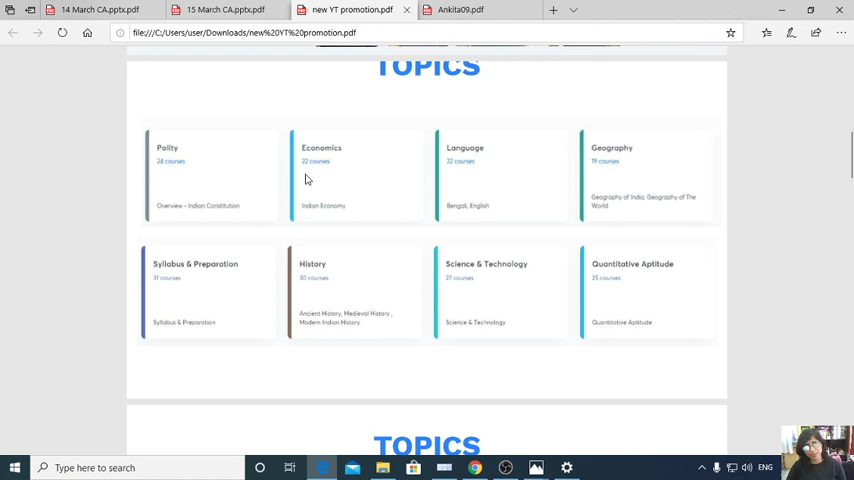 14 March CA.pptx.pdf
15 March CA.pptx.pdf
new YT promotion.pdf
Ankita09.pdf
file:///C:/Users/user/Downloads/new%20YT%20promotion.pdf
TOPICS
Polity
24 courses
Overview - Indian Constitution
Economics
22 courses
Indian Economy
Language
22 courses
Bengali, English
Geography
19 courses
Geography of India, Geography of The
World
Syllabus & Preparation
31 courses
Syllabus & Preparation
History
30 courses
Ancient History, Medieval History ,
Modern Indian History
Science & Technology
27 courses
Science & Technology
Quantitative Aptitude
25 courses
Quantitative Aptitude
TOPICS
Type here to search
ENG